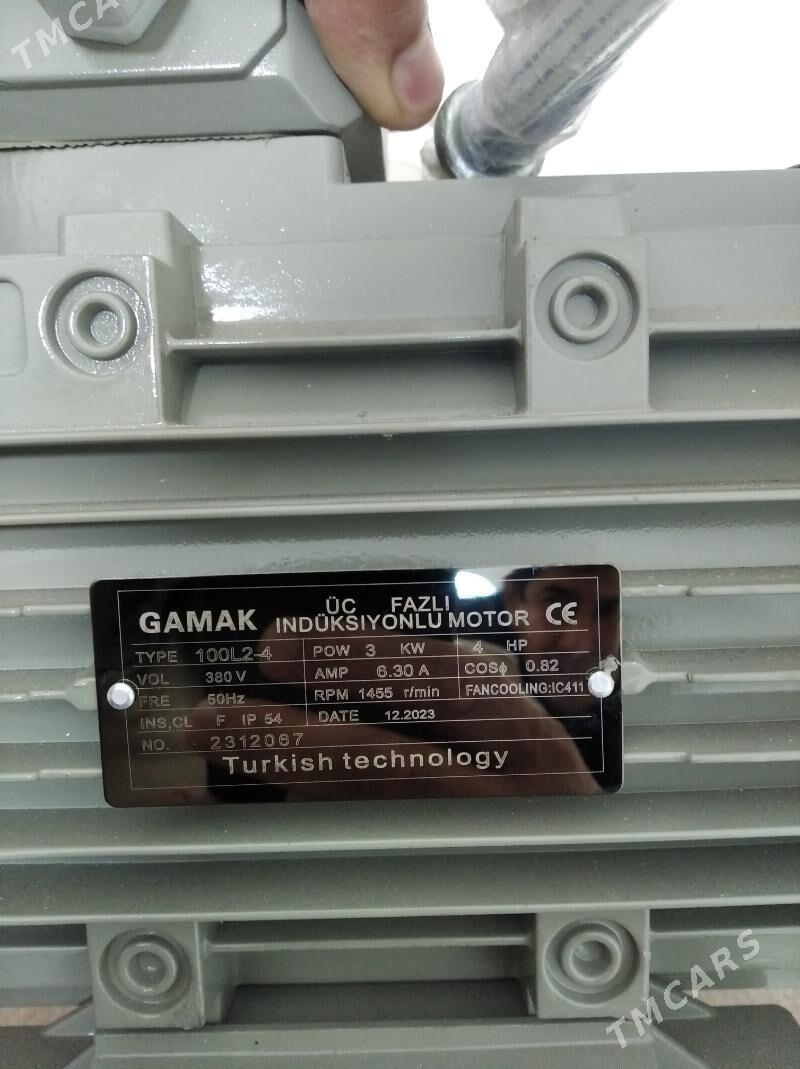 TMCARS
GAMAK
ÜC FAZLI
INDÜKSIYONLU MOTOR CE
TYPE 100L2-4 POW 3 KW 4 HP
VOL 380 V AMP 6.30 A COSϕ 0.82
FRE 50Hz RPM 1455 r/min FANCOOLING:IC411
INS,CL F IP 54 DATE 12.2023
NO. 2312067
Turkish technology
TMCARS